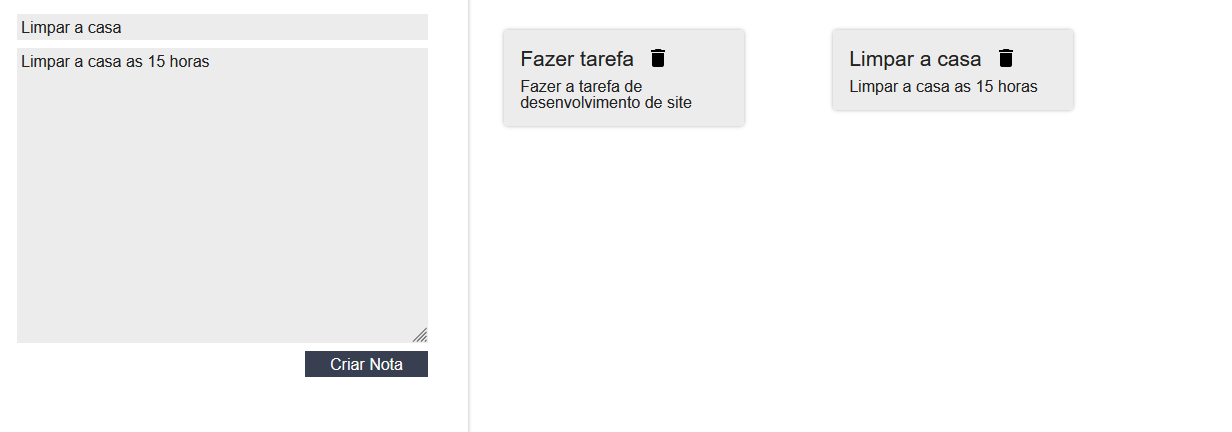 Limpar a casa
Limpar a casa as 15 horas
Criar Nota
Fazer tarefa
Fazer a tarefa de
desenvolvimento de site
Limpar a casa
Limpar a casa as 15 horas